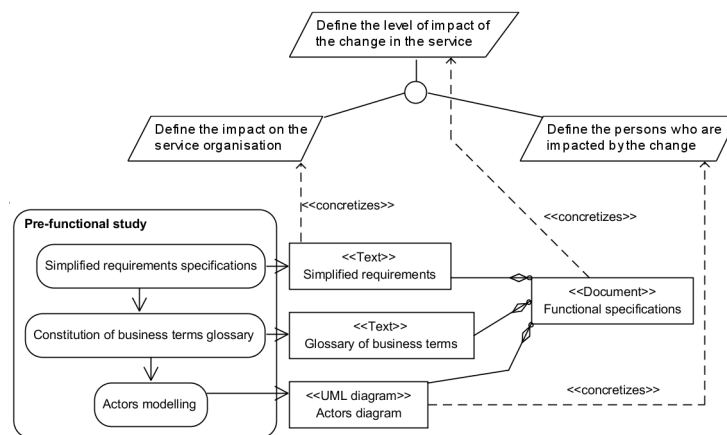 Define the level of impact of
the change in the service
Define the impact on the
service organisation
Define the persons who are
impacted by the change
<<concretizes>>
<<concretizes>>
Pre-functional study
Simplified requirements specifications
<<Text>>
Simplified requirements
<<Document>>
Functional specifications
Constitution of business terms glossary
<<Text>>
Glossary of business terms
Actors modelling
<<UML diagram>>
Actors diagram
<<concretizes>>